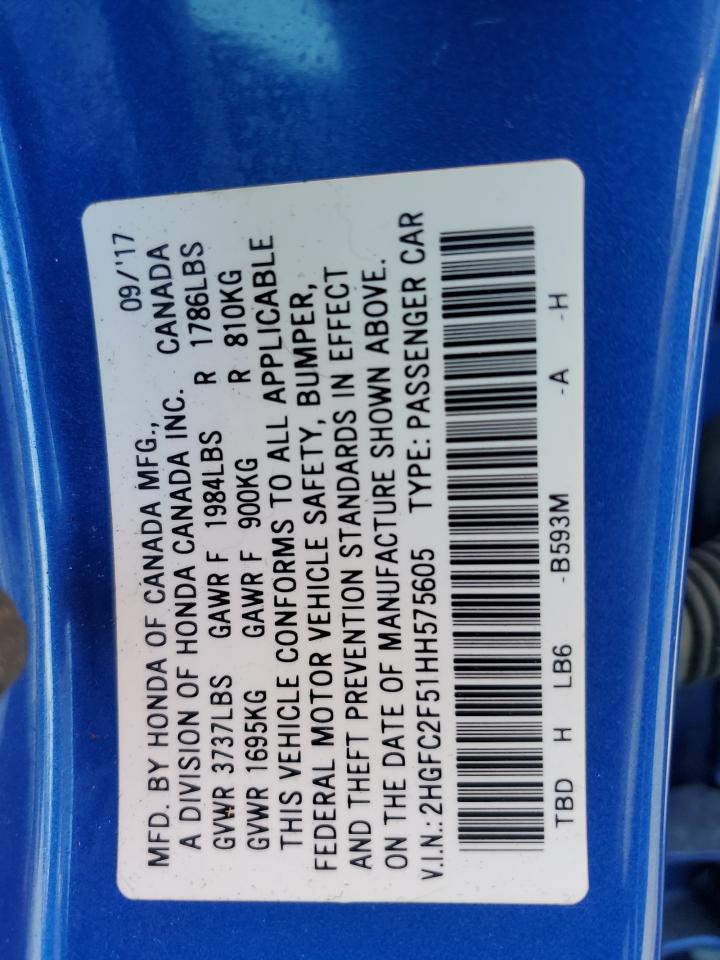 MFD. BY HONDA OF CANADA MFG., 09/'17
A DIVISION OF HONDA CANADA INC. CANADA
GVWR 3737LBS GAWR F 1984LBS R 1786LBS
GVWR 1695KG GAWR F 900KG R 810KG
THIS VEHICLE CONFORMS TO ALL APPLICABLE
FEDERAL MOTOR VEHICLE SAFETY, BUMPER,
AND THEFT PREVENTION STANDARDS IN EFFECT
ON THE DATE OF MANUFACTURE SHOWN ABOVE.
V.I.N.: 2HGFC2F51HH575605 TYPE: PASSENGER CAR
TBD H LB6 -B593M -A -H